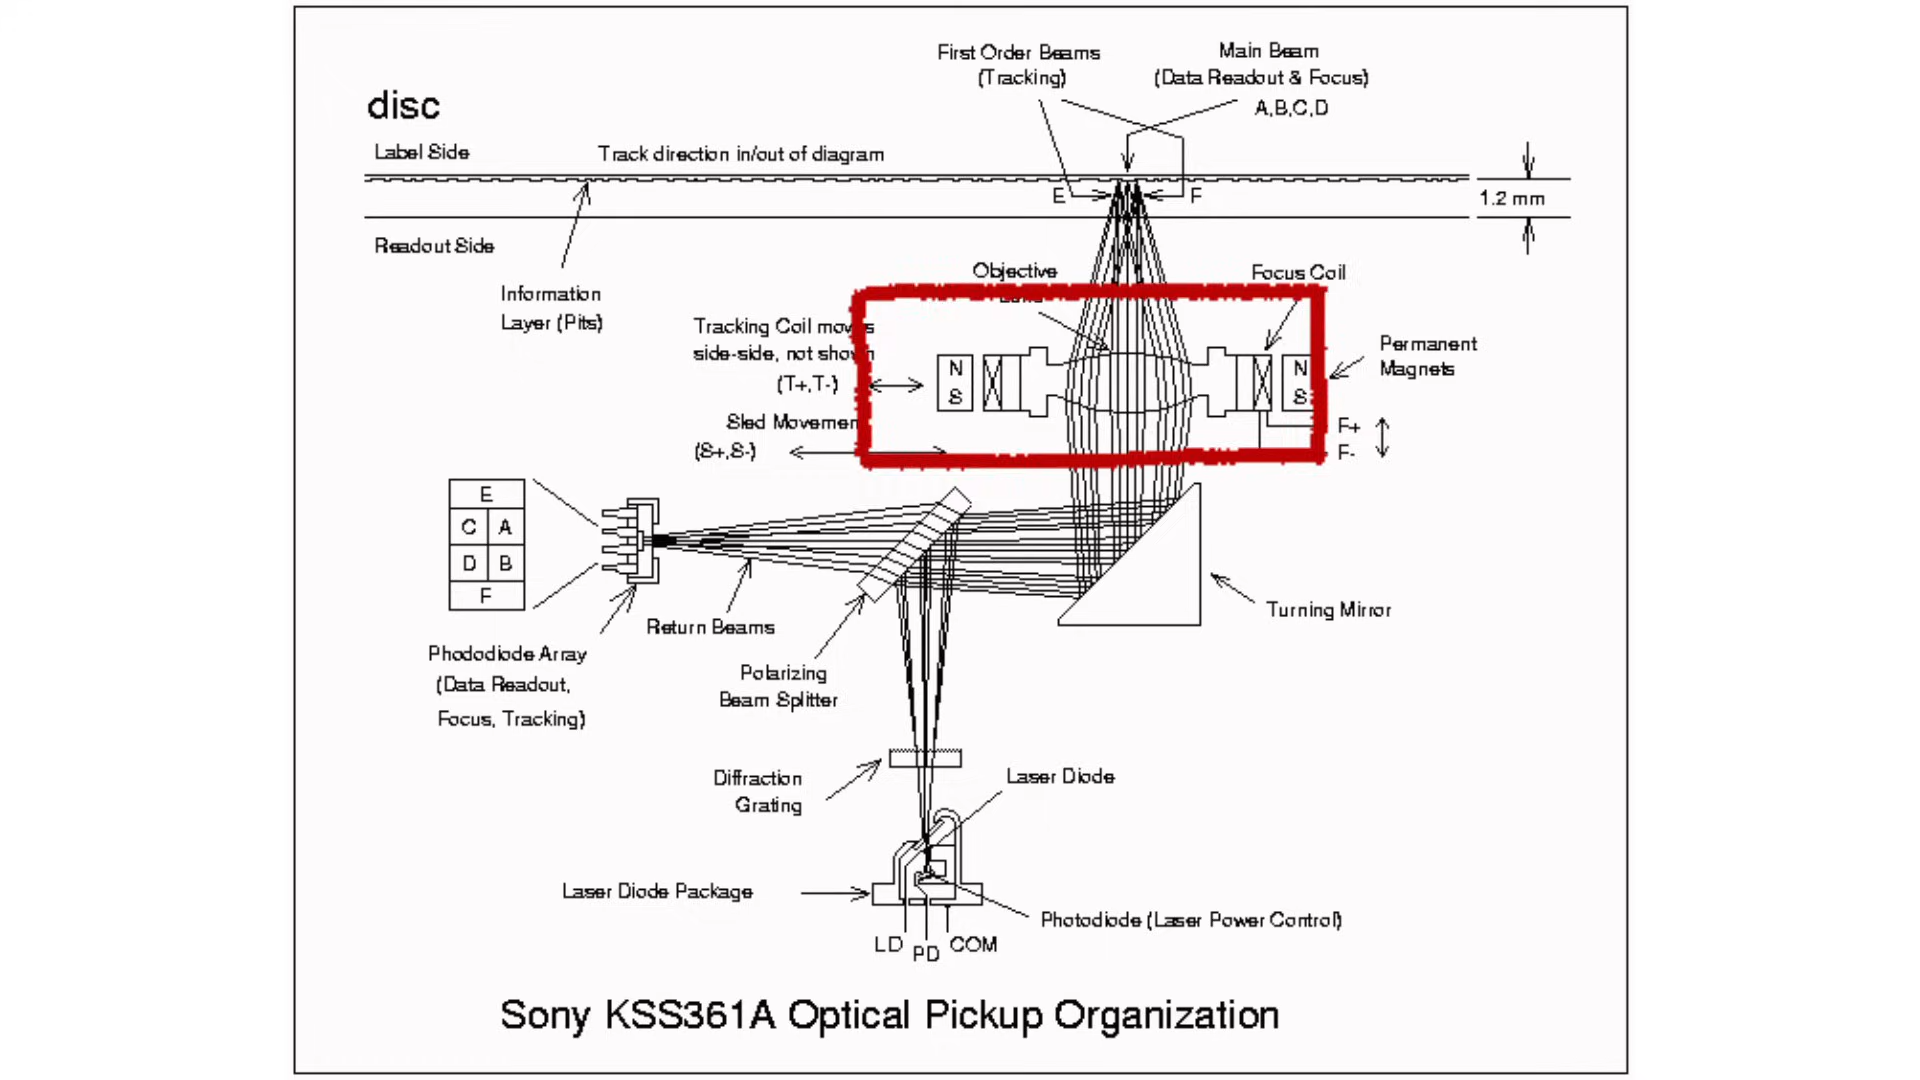 First Order Beams
(Tracking)
Main Beam
(Data Readout & Focus)
A,B,C,D
disc
Label Side
Track direction in/out of diagram
E
F
1.2 mm
Readout Side
Information
Layer (Pits)
Objective
Focus Coil
Tracking Coil moves
side-side, not shown
(T+,T-)
N
S
N
S
Permanent
Magnets
Sled Movemen
(S+,S-)
F+
F-
E
C A
D B
F
Phododiode Array
(Data Readout,
Focus, Tracking)
Return Beams
Polarizing
Beam Splitter
Turning Mirror
Diffraction
Grating
Laser Diode
Laser Diode Package
Photodiode (Laser Power Control)
LD
PD
COM
Sony KSS361A Optical Pickup Organization